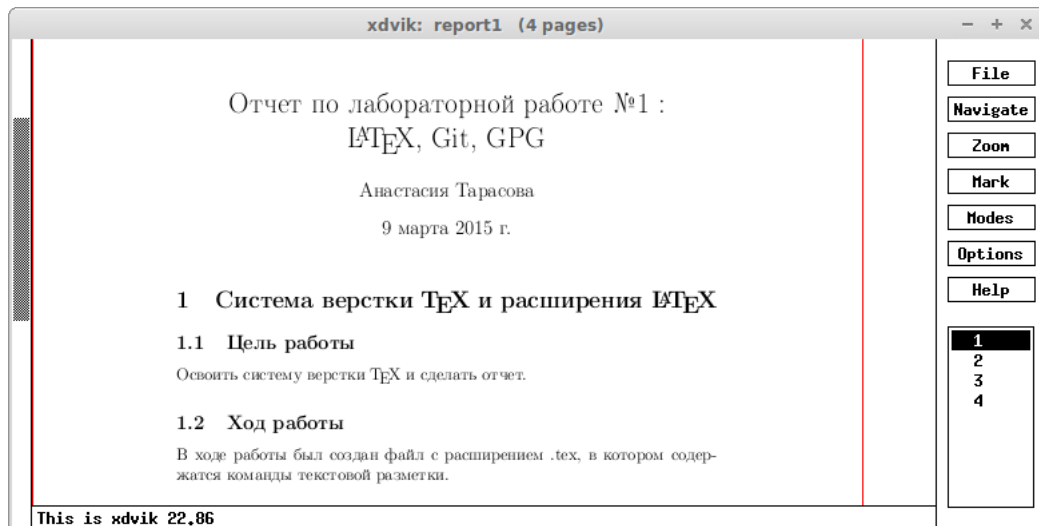 xdvik: report1 (4 pages)
Отчет по лабораторной работе №1 :
LATEX, Git, GPG
Анастасия Тарасова
9 марта 2015 г.
1 Система верстки TEX и расширения LATEX
1.1 Цель работы
Освоить систему верстки TEX и сделать отчет.
1.2 Ход работы
В ходе работы был создан файл с расширением .tex, в котором содер-
жатся команды текстовой разметки.
File
Navigate
Zoom
Mark
Modes
Options
Help
1
2
3
4
This is xdvik 22.86